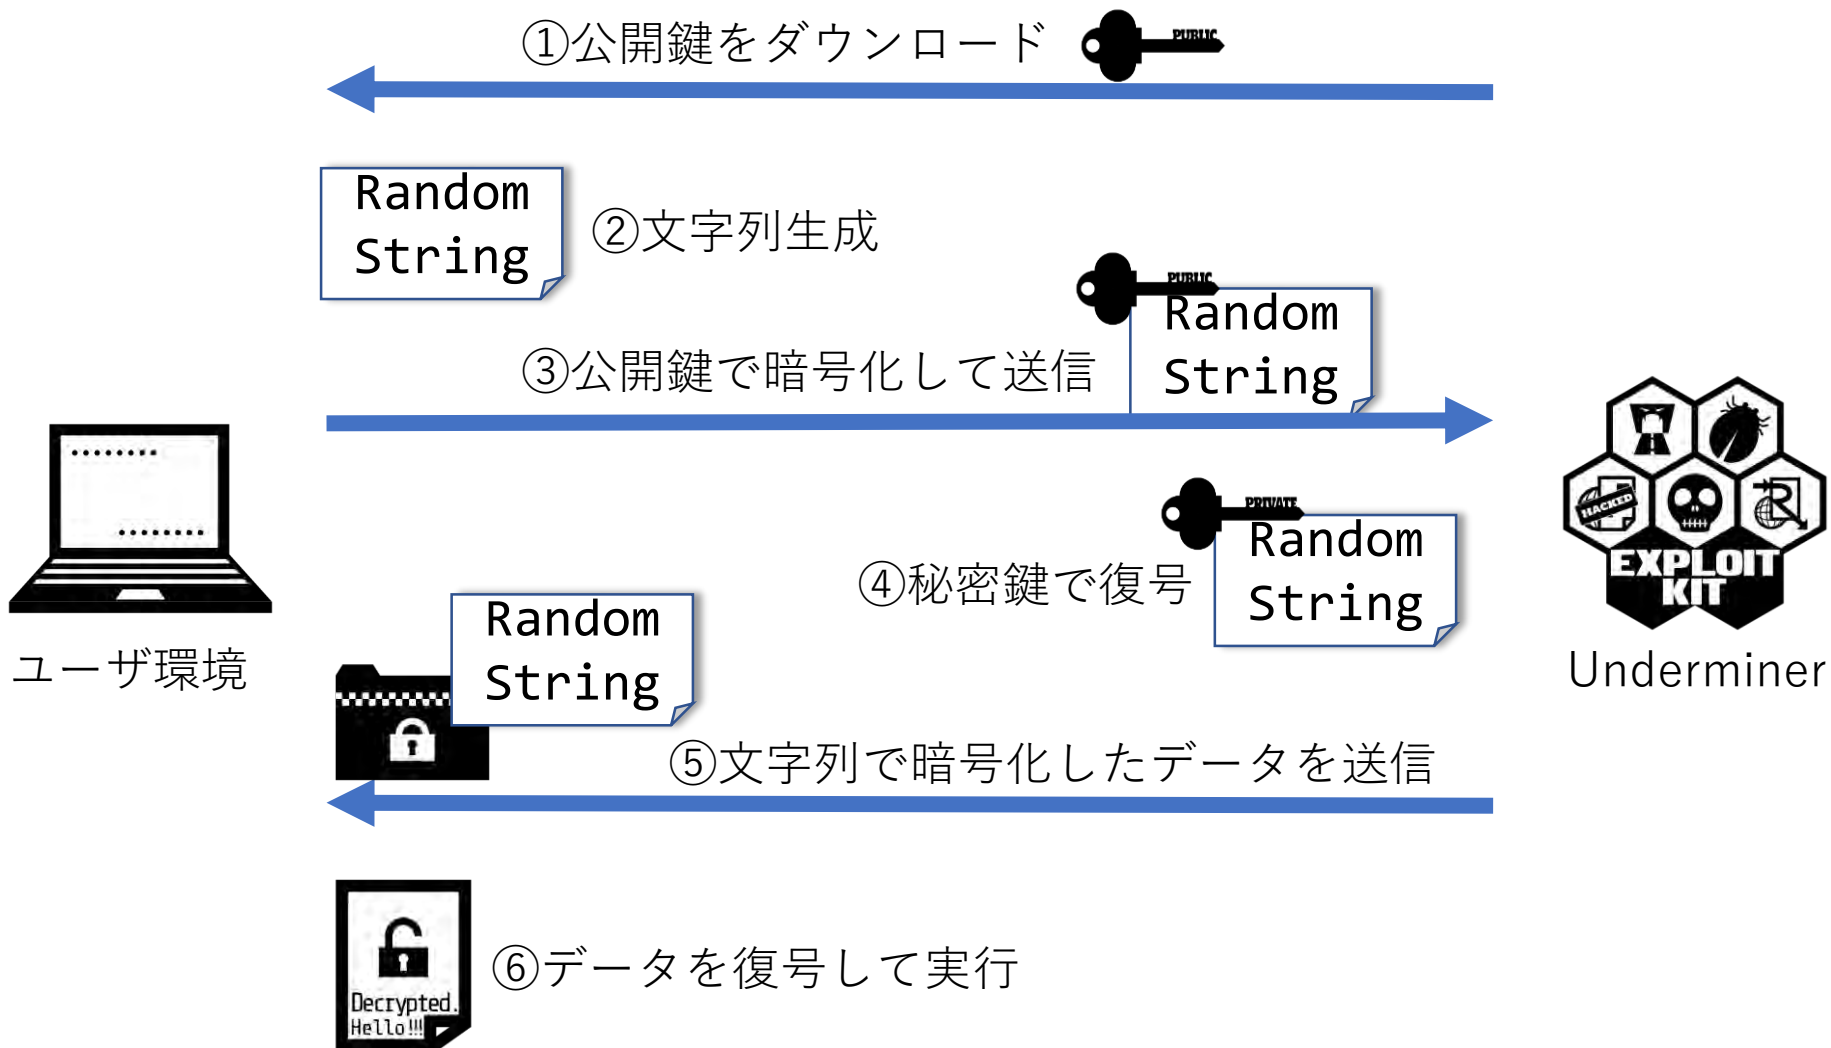 ①公開鍵をダウンロード
PUBLIC
Random
String
②文字列生成
PUBLIC
Random
String
③公開鍵で暗号化して送信
HACKED
EXPLOIT
KIT
Underminer
PRIVATE
Random
String
④秘密鍵で復号
ユーザ環境
Random
String
⑤文字列で暗号化したデータを送信
Decrypted.
Hello!!!
⑥データを復号して実行